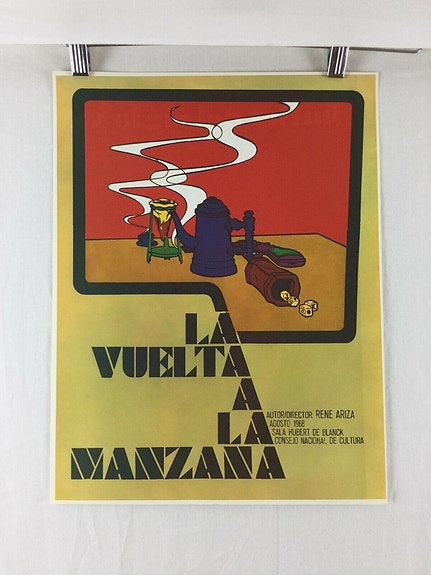 LA
VUELTA
A
LA
MANZANA
AUTOR/DIRECTOR: RENE ARIZA
AGOSTO 1968
SALA HUBERT DE BLANCK
CONSEJO NACIONAL DE CULTURA